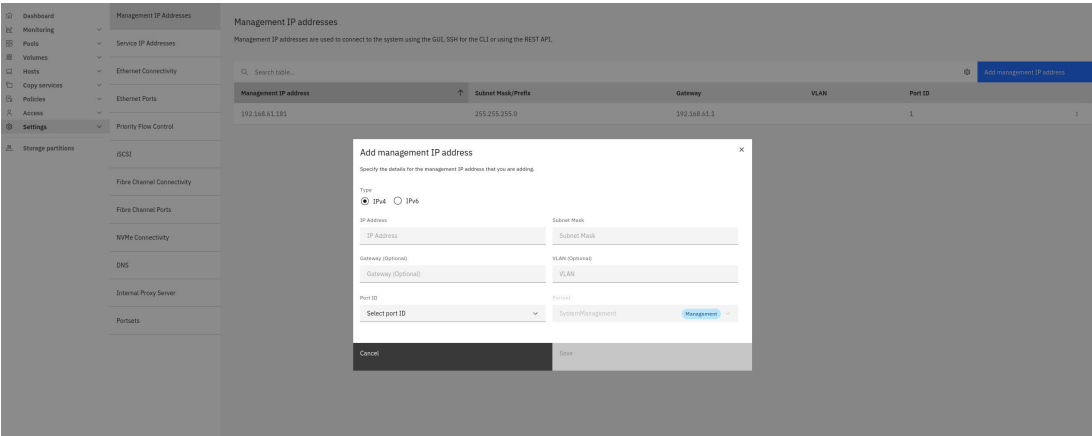 Dashboard
Monitoring
Pools
Volumes
Hosts
Copy services
Policies
Access
Settings
Storage partitions
Management IP Addresses
Service IP Addresses
Ethernet Connectivity
Ethernet Ports
Priority Flow Control
iSCSI
Fibre Channel Connectivity
Fibre Channel Ports
NVMe Connectivity
DNS
Internal Proxy Server
Portsets
Management IP addresses
Management IP addresses are used to connect to the system using the GUI, SSH for the CLI or using the REST API.
Search table...
Add management IP address
Management IP address Subnet Mask/Prefix Gateway VLAN Port ID
192.168.61.181 255.255.255.0 192.168.61.1 1
Add management IP address
Specify the details for the management IP address that you are adding.
Type
IPv4 IPv6
IP Address Subnet Mask
IP Address Subnet Mask
Gateway (Optional) VLAN (Optional)
Gateway (Optional) VLAN
Port ID Portset
Select port ID SystemManagement Management
Cancel Save